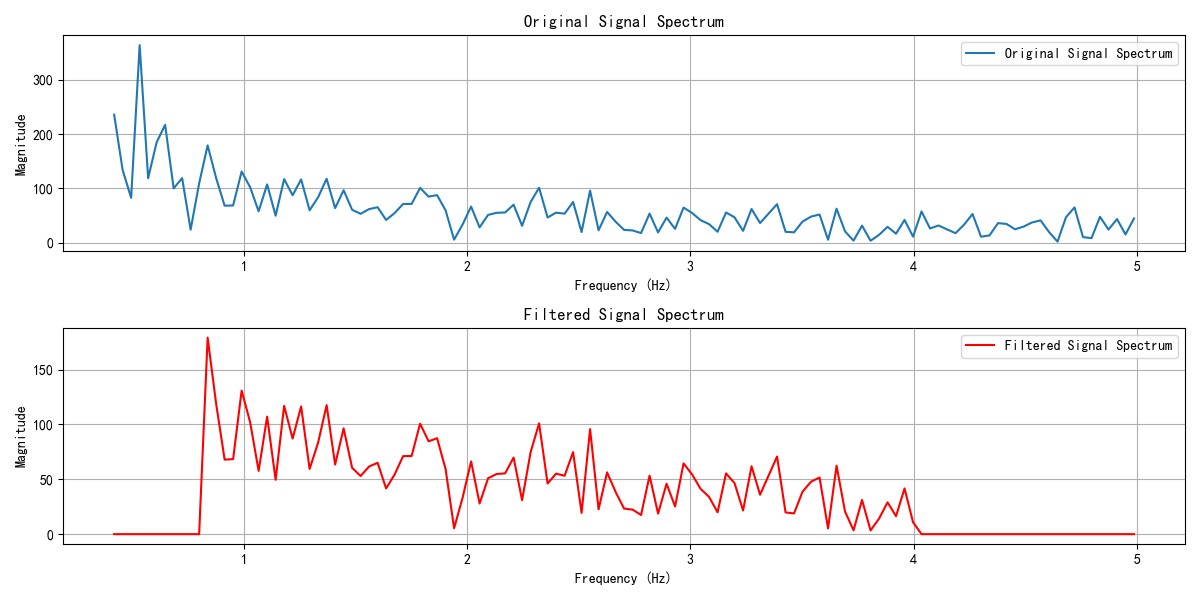 Original Signal Spectrum
Original Signal Spectrum
Magnitude
300
200
100
0
1 2 3 4 5
Frequency (Hz)
Filtered Signal Spectrum
Filtered Signal Spectrum
Magnitude
150
100
50
0
1 2 3 4 5
Frequency (Hz)